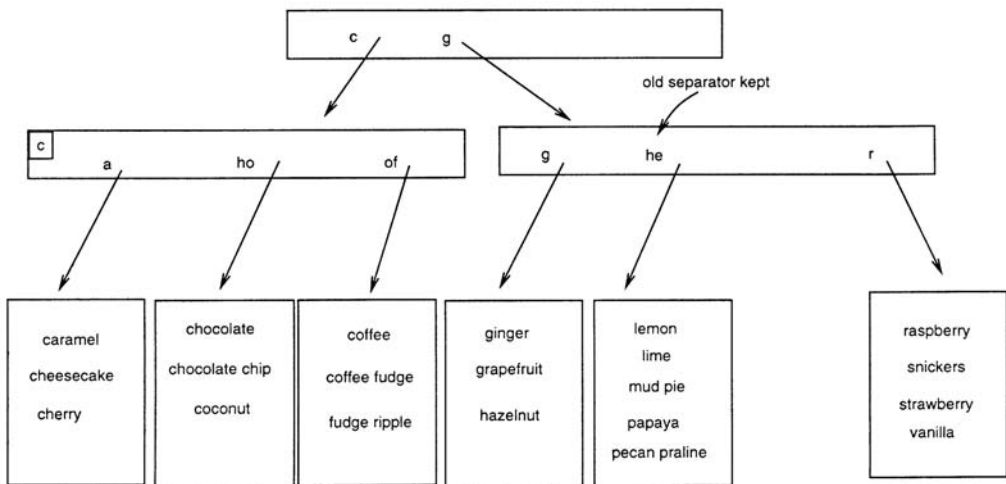 c g
old separator kept
c
a ho of
g he r
caramel
cheesecake
cherry
chocolate
chocolate chip
coconut
coffee
coffee fudge
fudge ripple
ginger
grapefruit
hazelnut
lemon
lime
mud pie
papaya
pecan praline
raspberry
snickers
strawberry
vanilla